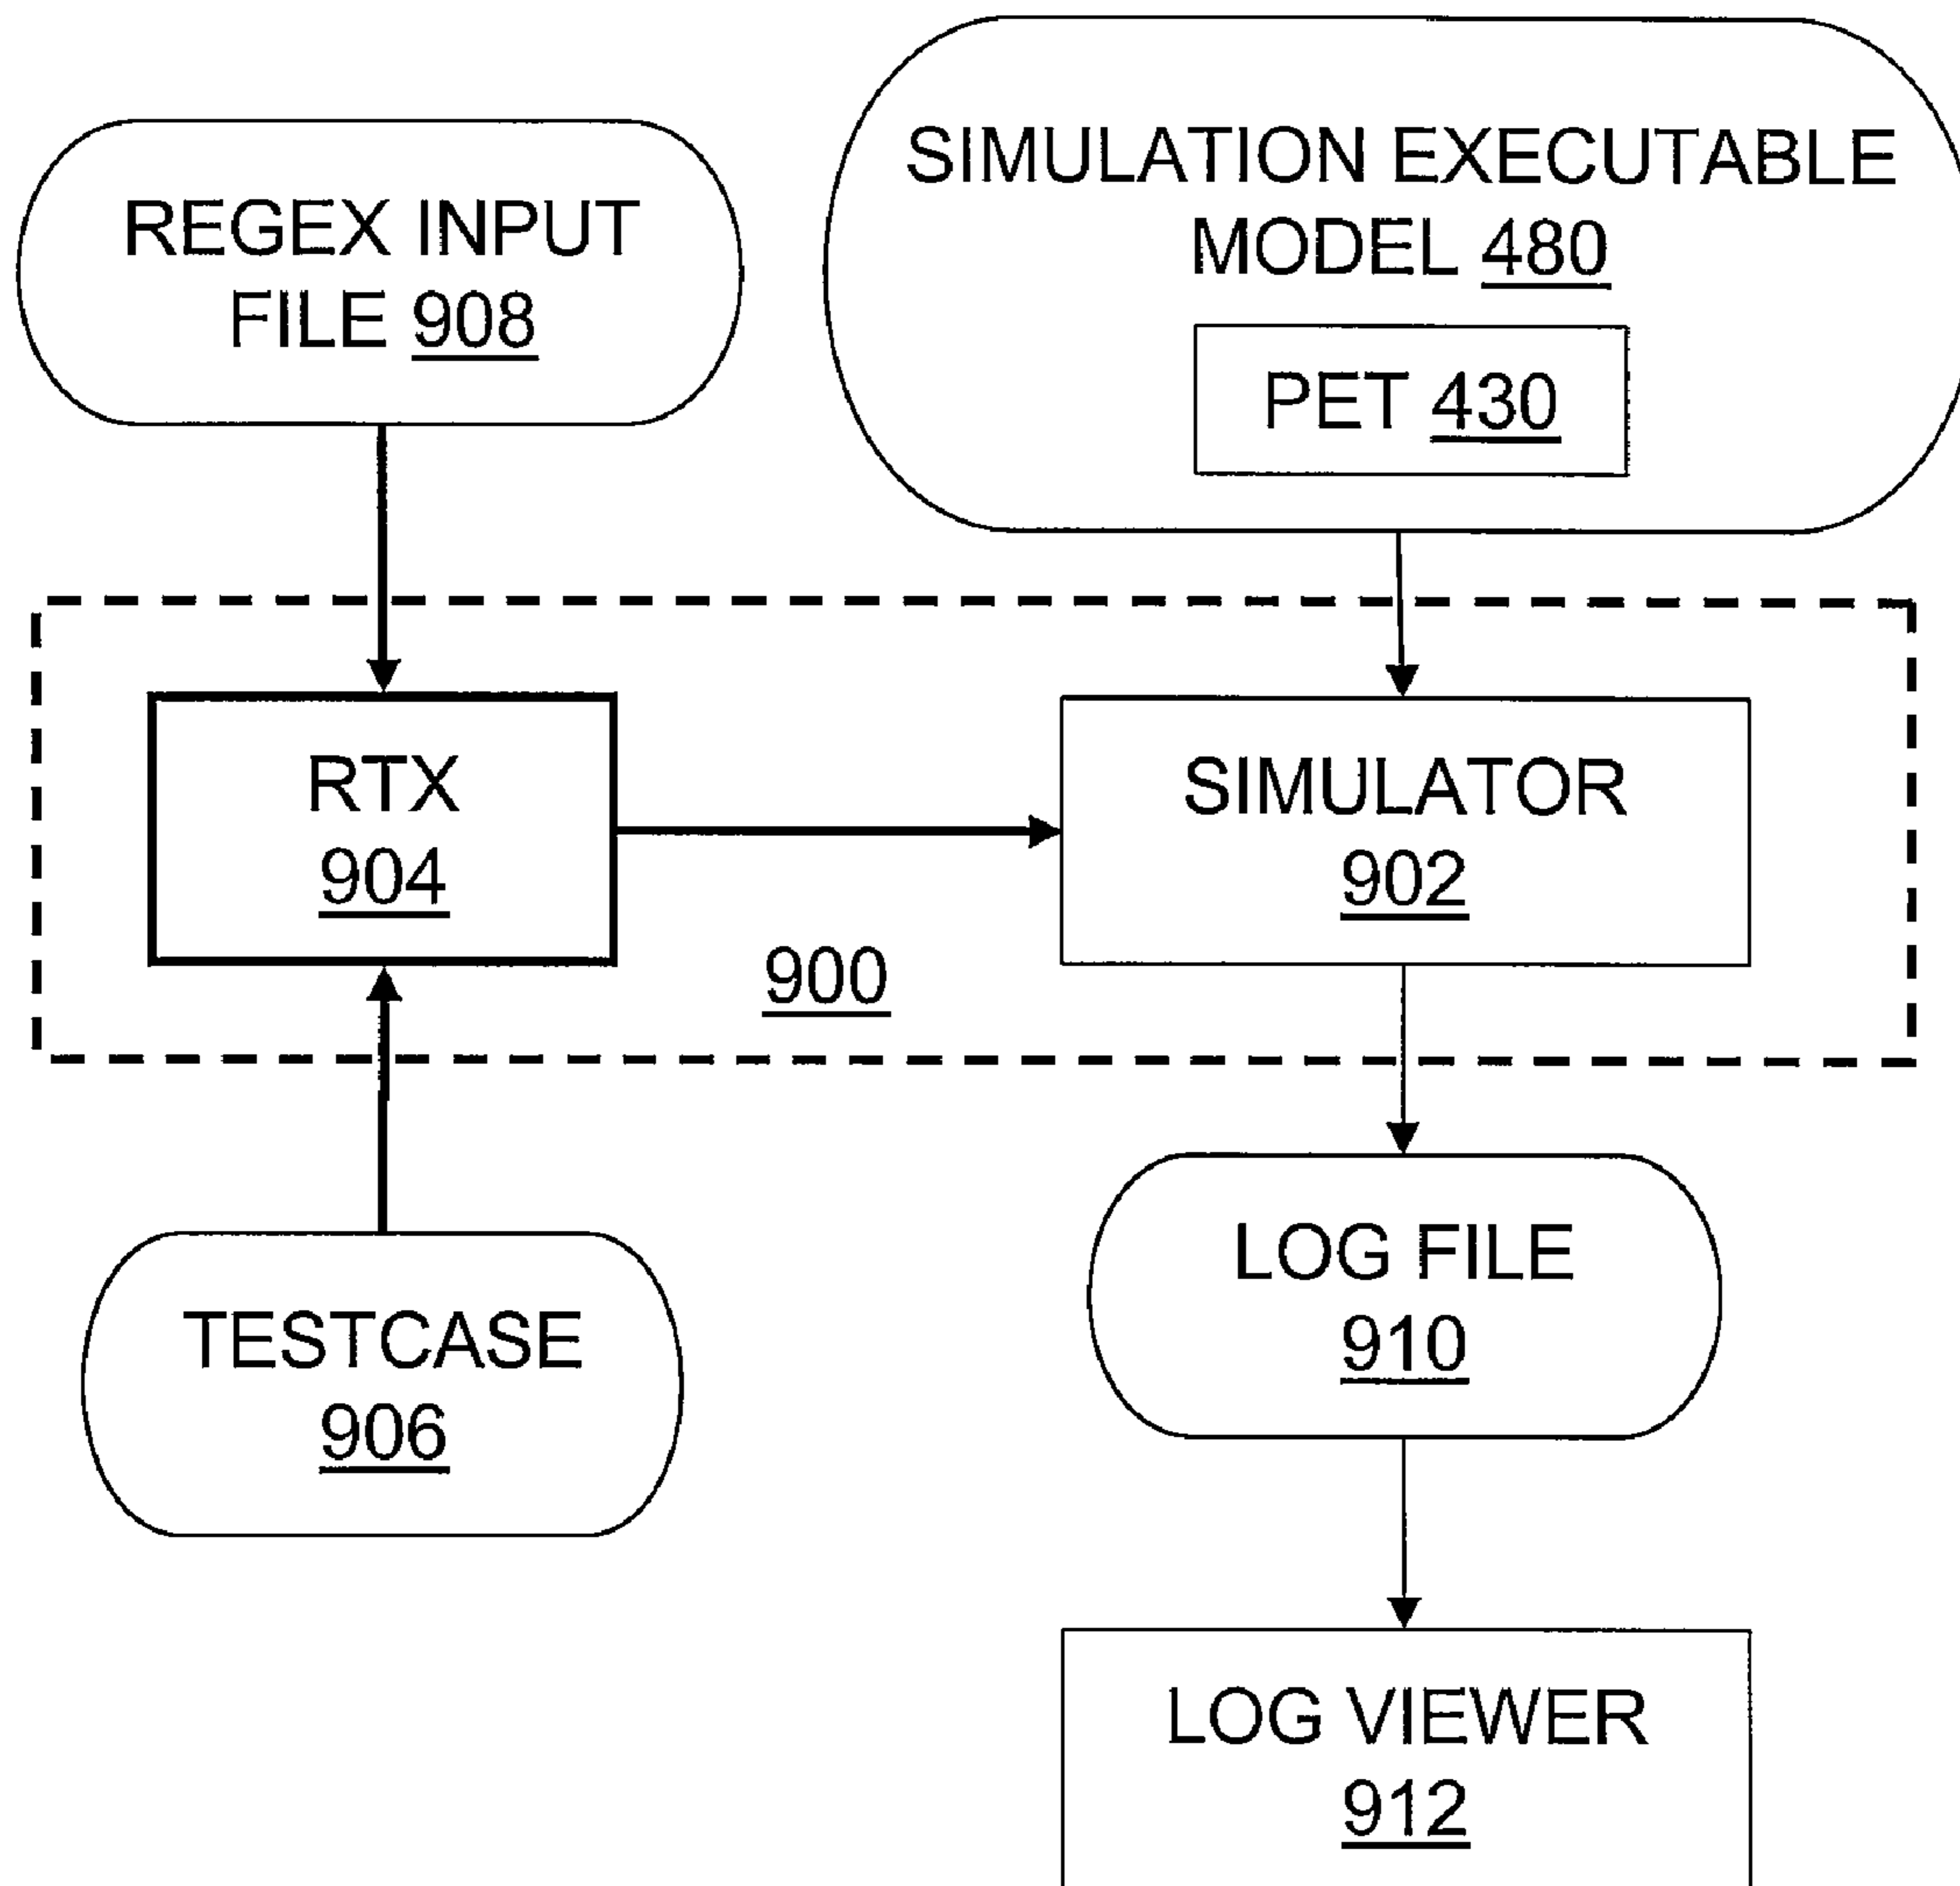 REGEX INPUT
FILE 908
SIMULATION EXECUTABLE
MODEL 480
PET 430
RTX
904
SIMULATOR
902
900
TESTCASE
906
LOG FILE
910
LOG VIEWER
912